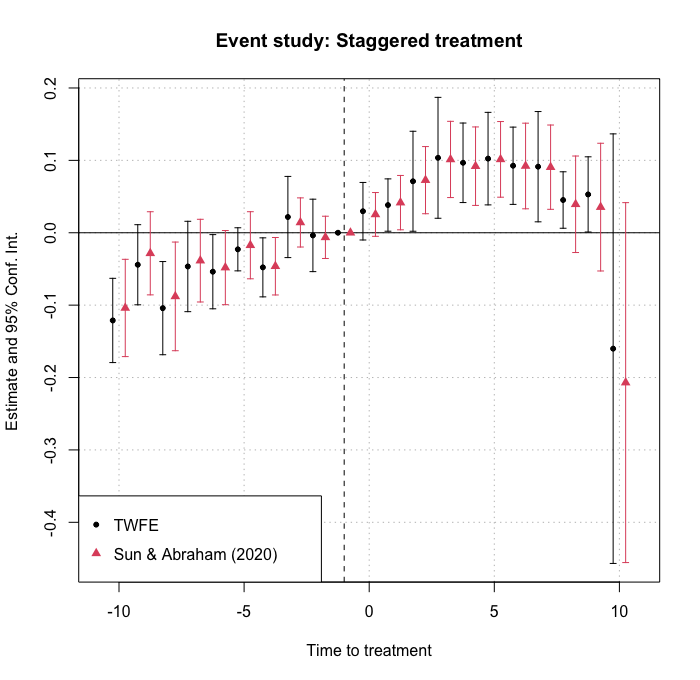 Event study: Staggered treatment
Estimate and 95% Conf. Int.
0.2
0.1
0.0
-0.1
-0.2
-0.3
-0.4
TWFE
Sun & Abraham (2020)
-10 -5 0 5 10
Time to treatment